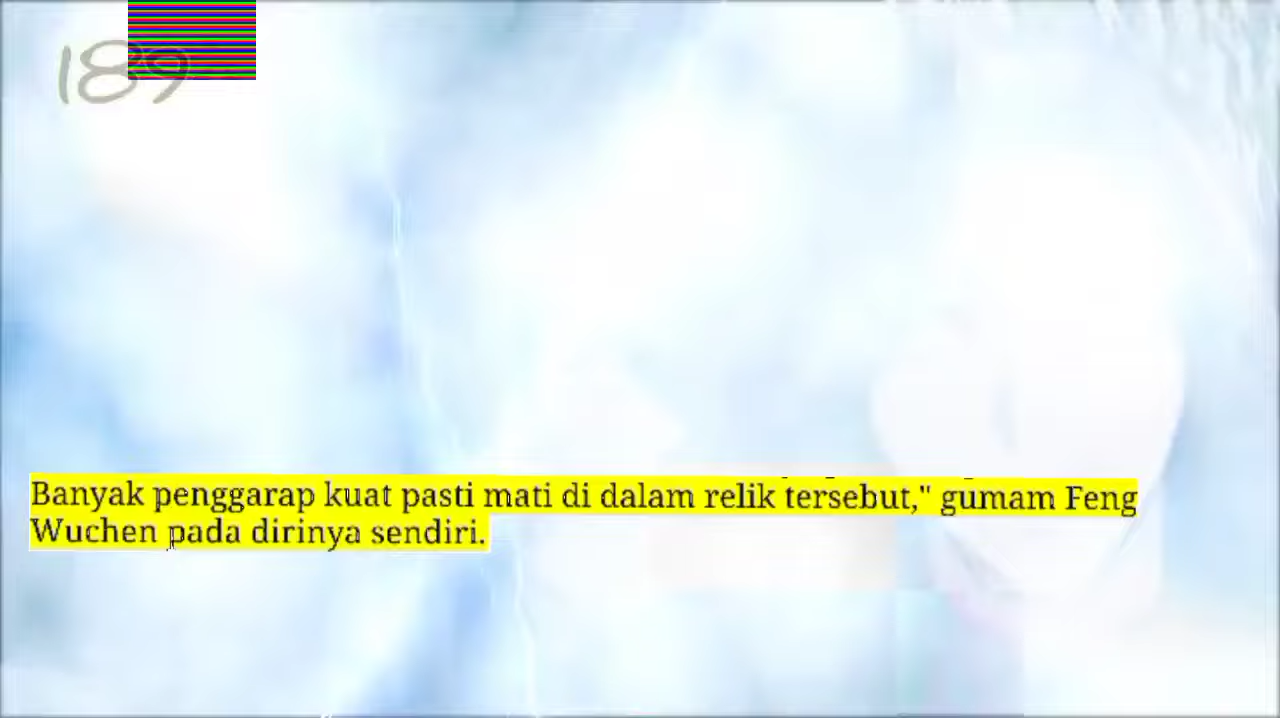 189
Banyak penggarap kuat pasti mati di dalam relik tersebut," gumam Feng
Wuchen pada dirinya sendiri.